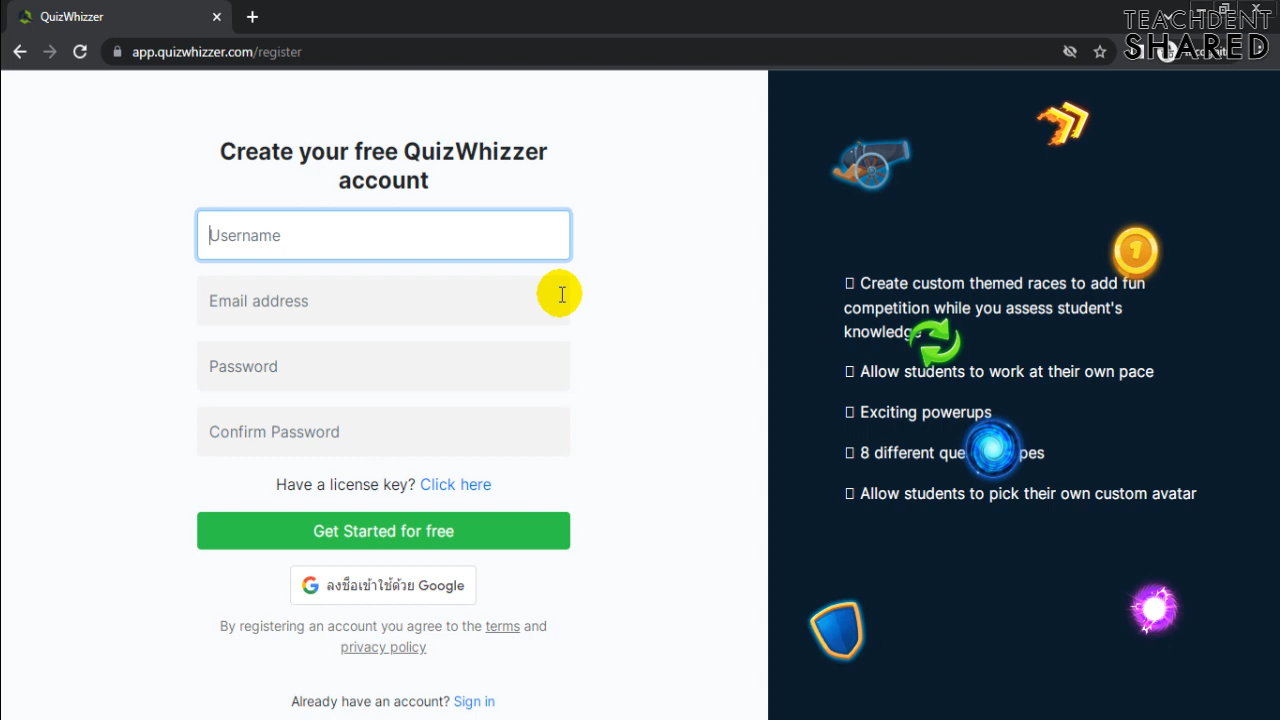 QuizWhizzer
TEACHDENT
SHARED
app.quizwhizzer.com/register
Create your free QuizWhizzer
account
Username
Email address
Password
Confirm Password
Have a license key? Click here
Get Started for free
ลงชื่อเข้าใช้ด้วย Google
By registering an account you agree to the terms and
privacy policy
Already have an account? Sign in
1
Create custom themed races to add fun
competition while you assess student's
knowledge
Allow students to work at their own pace
Exciting powerups
8 different
Allow students to pick their own custom avatar